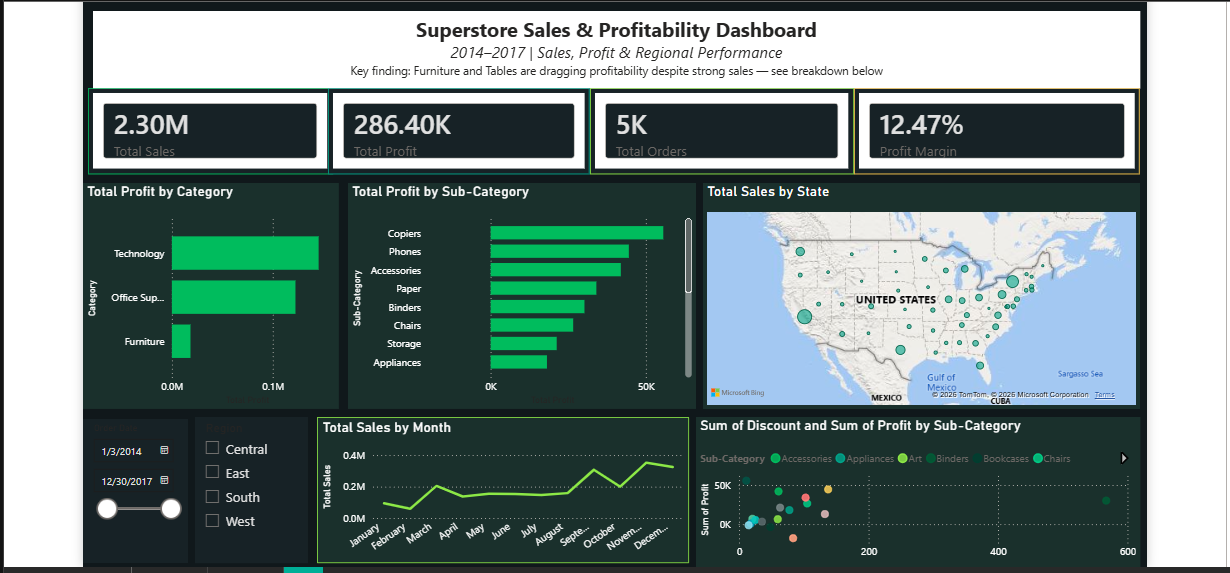 Superstore Sales & Profitability Dashboard
2014–2017 | Sales, Profit & Regional Performance
Key finding: Furniture and Tables are dragging profitability despite strong sales — see breakdown below
2.30M
Total Sales
286.40K
Total Profit
5K
Total Orders
12.47%
Profit Margin
Total Profit by Category
Category
Technology
Office Sup...
Furniture
0.0M
0.1M
Total Profit by Sub-Category
Sub-Category
Copiers
Phones
Accessories
Paper
Binders
Chairs
Storage
Appliances
0K
50K
Total Sales by State
UNITED STATES
MEXICO
Gulf of
Mexico
CUBA
Sargasso Sea
Microsoft Bing
© 2026 TomTom, © 2026 Microsoft Corporation Terms
1/3/2014
12/30/2017
Region
Central
East
South
West
Total Sales by Month
Total Sales
0.4M
0.2M
0.0M
January
February
March
April
May
June
July
August
Septe...
October
Novem...
Decem...
Sum of Discount and Sum of Profit by Sub-Category
Sub-Category
Accessories
Appliances
Art
Binders
Bookcases
Chairs
Sum of Profit
50K
0K
0
200
400
600